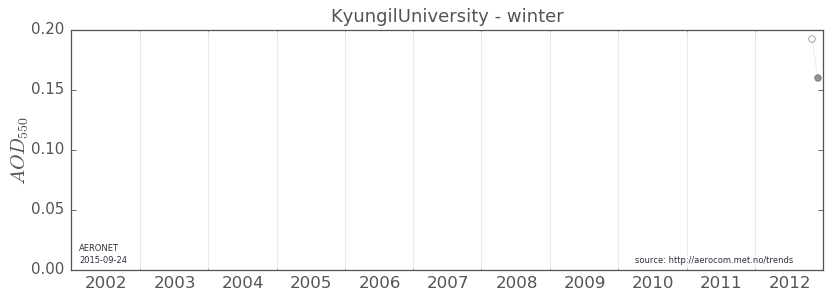 KyungilUniversity - winter
0.20
0.15
0.10
0.05
0.00
AOD550
AERONET
2015-09-24
source: http://aerocom.met.no/trends
2002 2003 2004 2005 2006 2007 2008 2009 2010 2011 2012